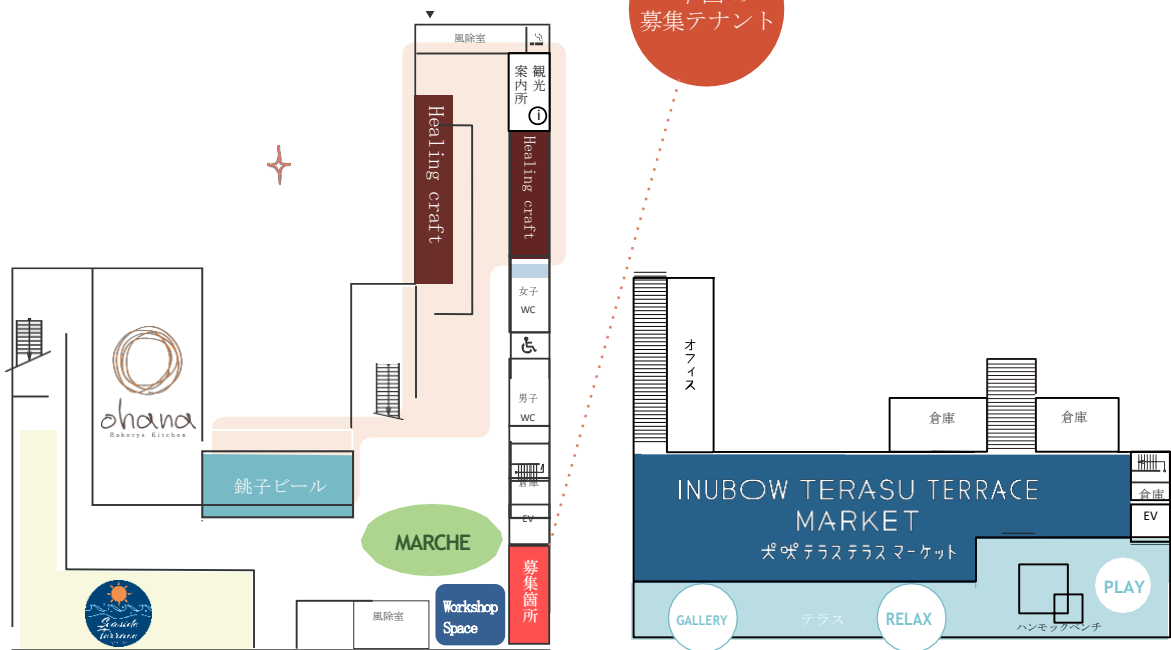 募集テナント
風除室
観光
案内所
i
Healing craft
Healing craft
女子
WC
男子
WC
倉庫
EV
ohana
Bakerys Kitchen
銚子ビール
MARCHE
募集箇所
Workshop
Space
風除室
Seaside
Terrace
オフィス
倉庫
倉庫
倉庫
EV
INUBOW TERASU TERRACE
MARKET
犬吠テラステラスマーケット
GALLERY
テラス
RELAX
PLAY
ハンモックベンチ